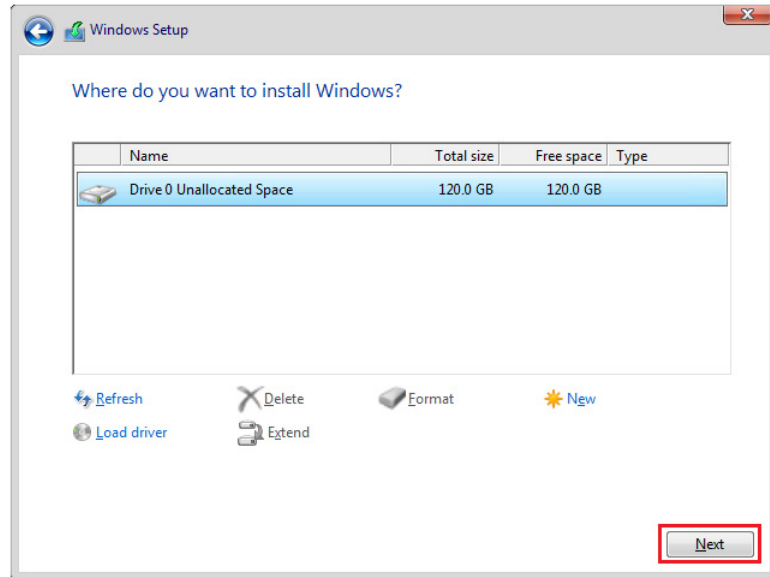 Windows Setup
Where do you want to install Windows?
Name Total size Free space Type
Drive 0 Unallocated Space 120.0 GB 120.0 GB
Refresh Delete Format New
Load driver Extend
Next